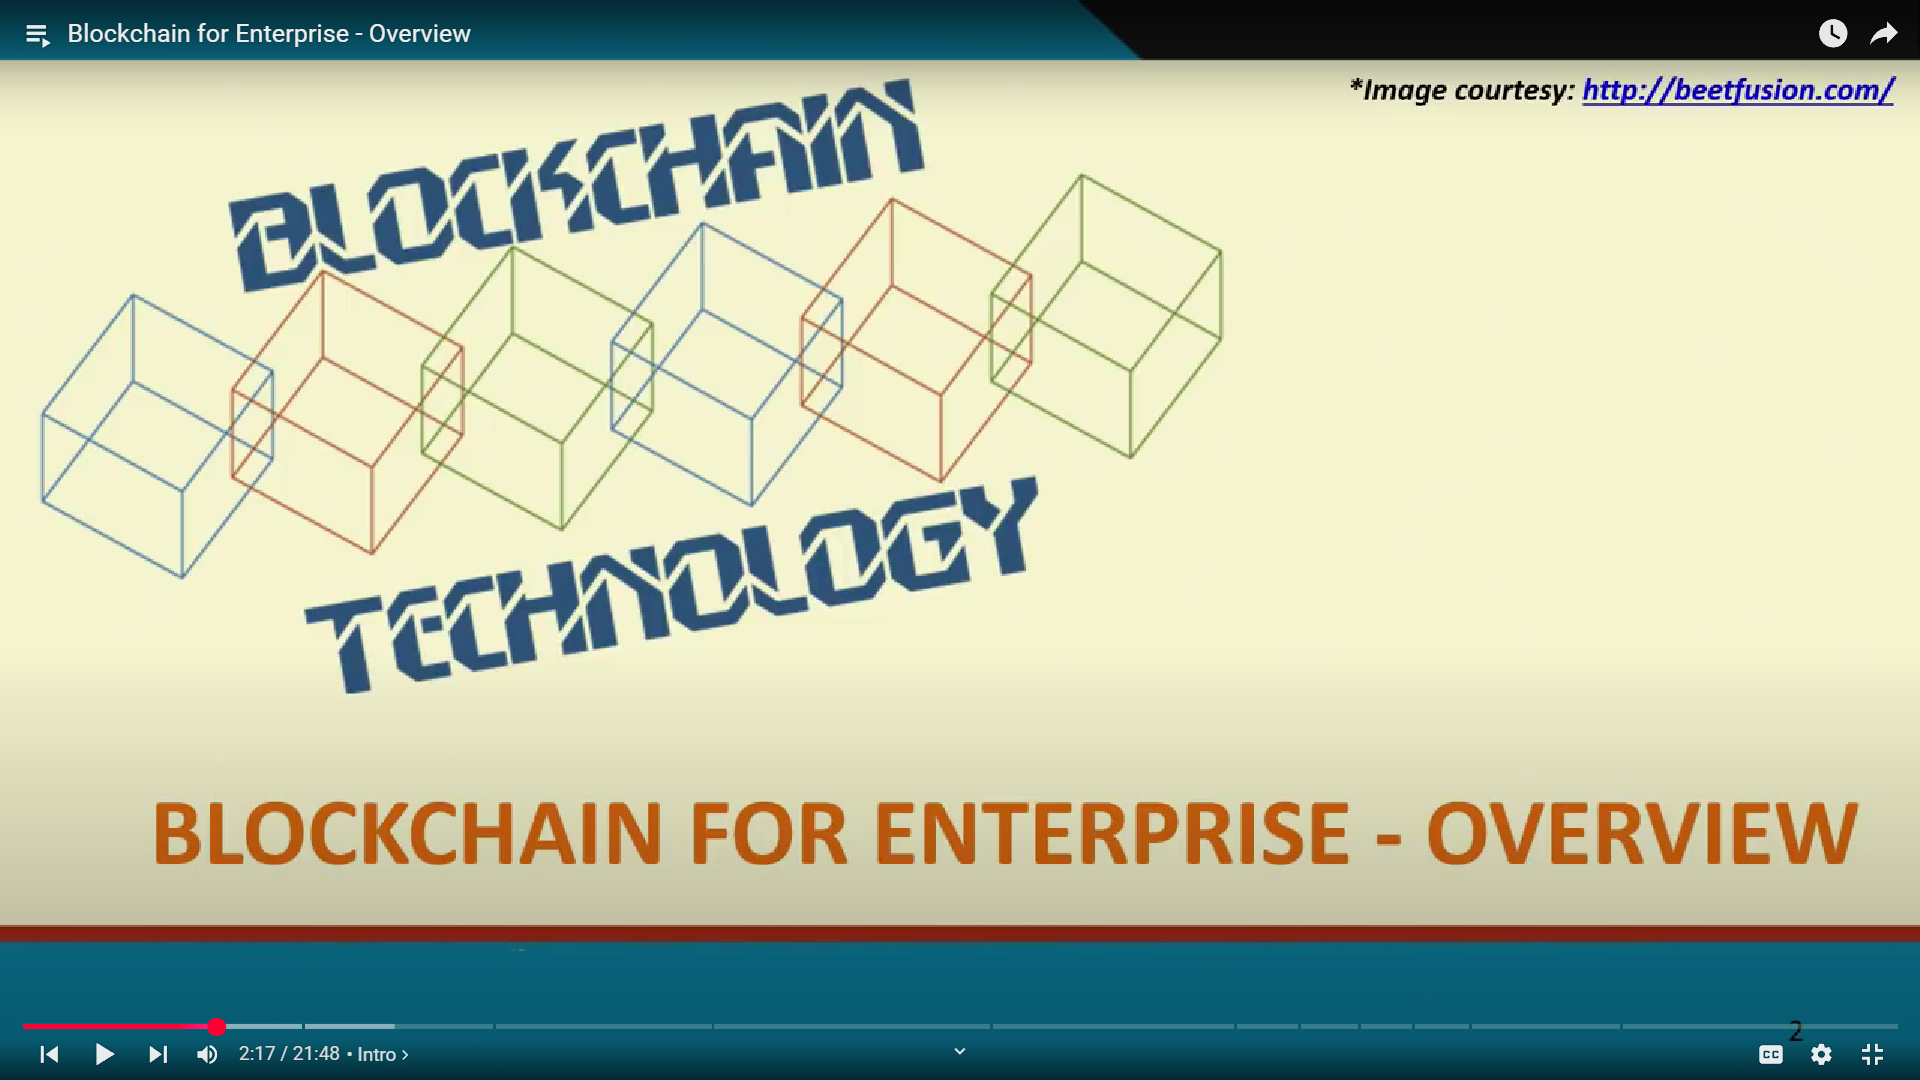 Blockchain for Enterprise - Overview
*Image courtesy: http://beetfusion.com/
BLOCKCHAIN
TECHNOLOGY
BLOCKCHAIN FOR ENTERPRISE - OVERVIEW
2
2:17 / 21:48 • Intro ›
CC